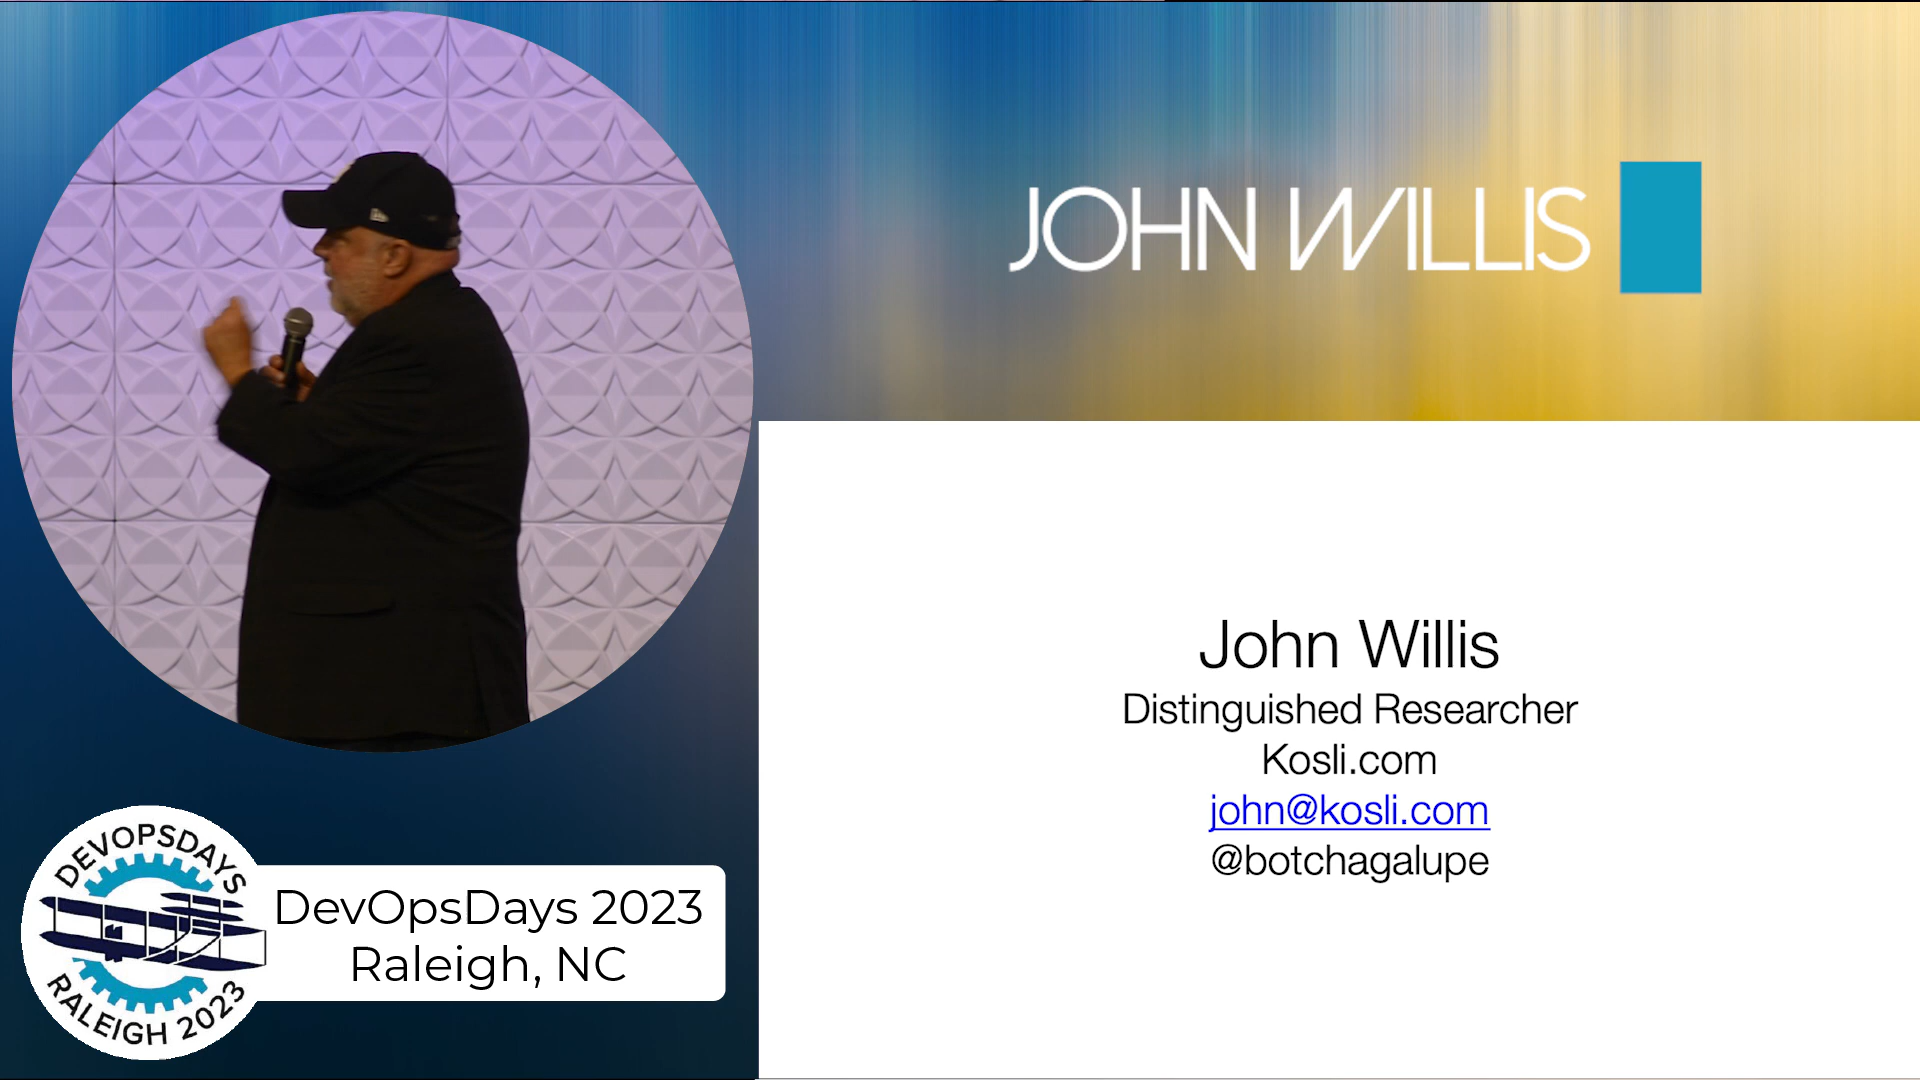 JOHN WILLIS
John Willis
Distinguished Researcher
Kosli.com
john@kosli.com
@botchagalupe
DEVOPSDAYS
RALEIGH 2023
DevOpsDays 2023
Raleigh, NC